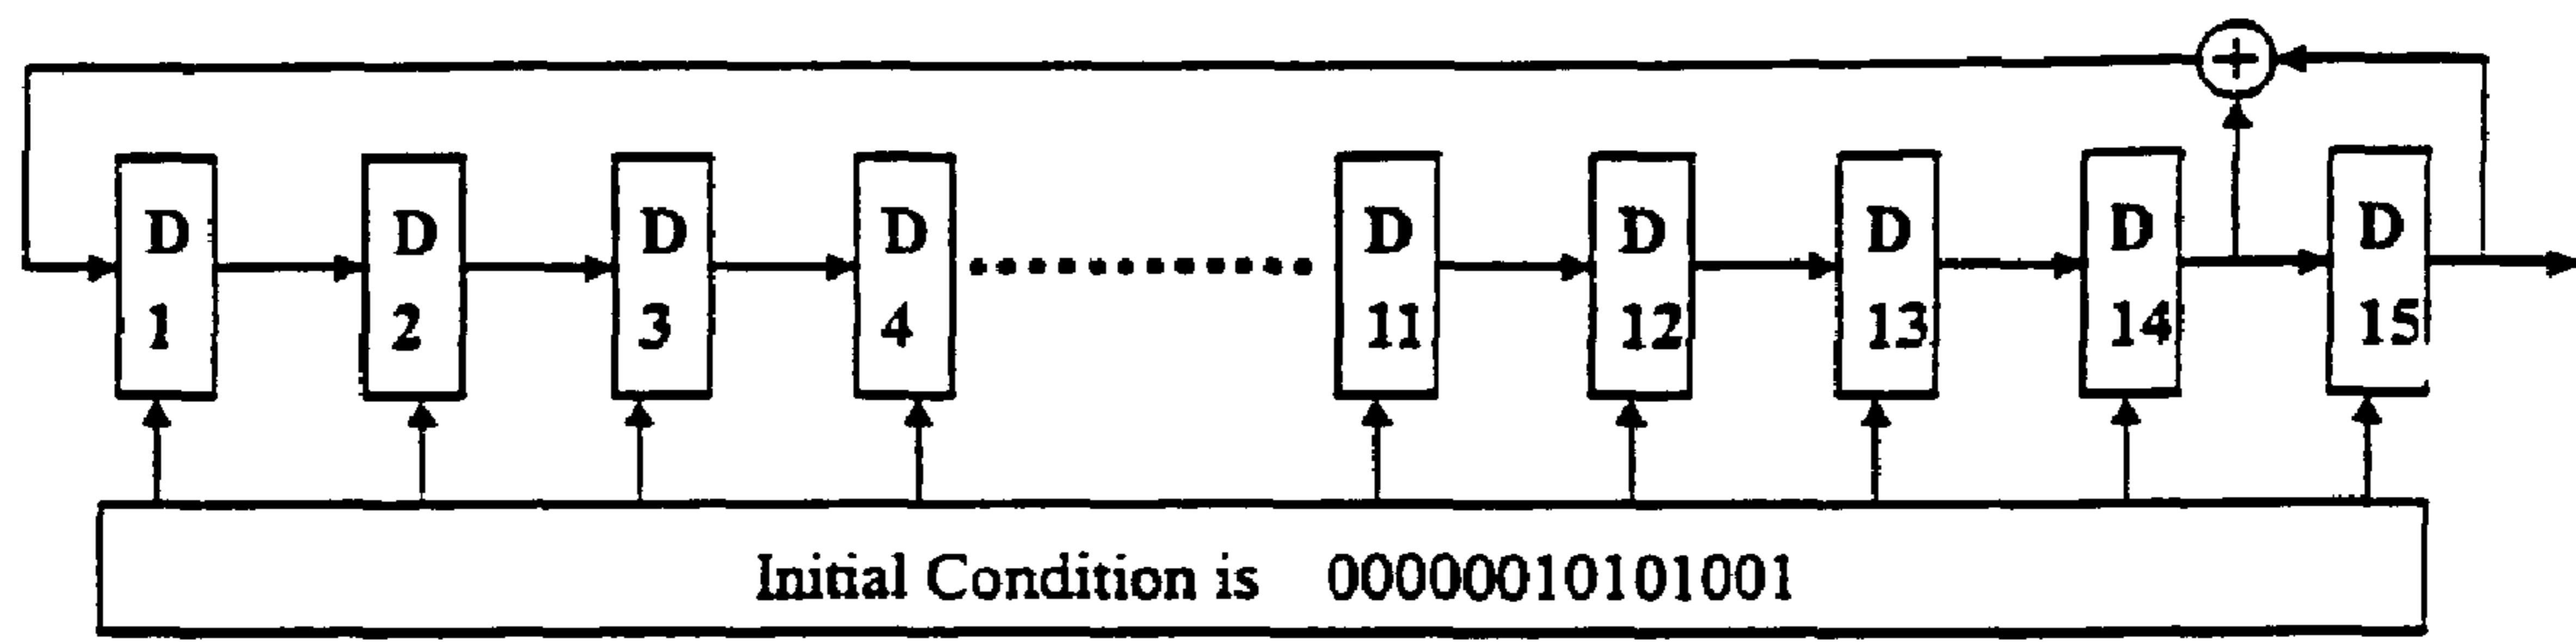 +
D D D D D D D D D
1 2 3 4 11 12 13 14 15
Initial Condition is 00000010101001